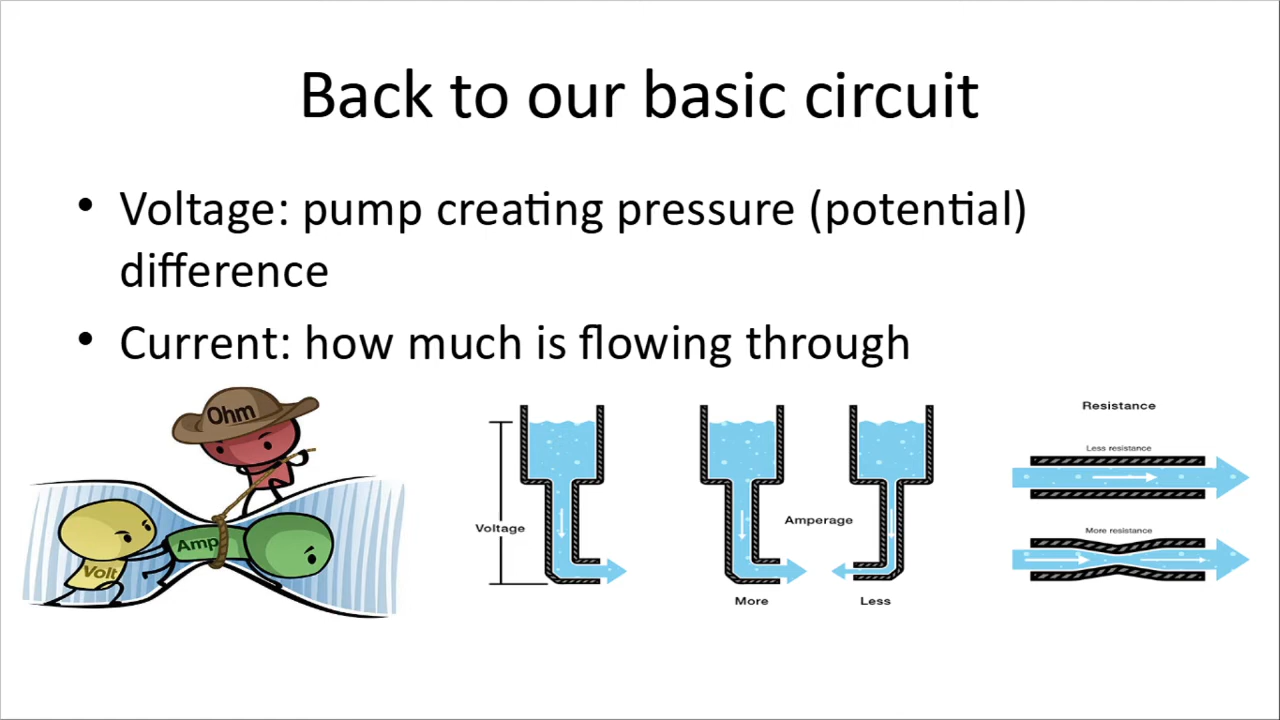 Back to our basic circuit
• Voltage: pump creating pressure (potential)
difference
• Current: how much is flowing through
Ohm
Volt
Amp
Voltage
Amperage
More
Less
Resistance
Less resistance
More resistance